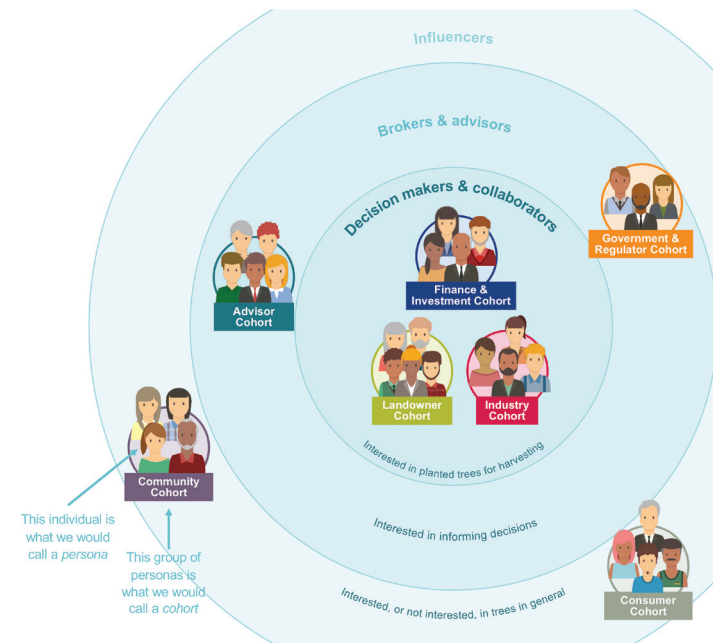 Influencers
Brokers & advisors
Decision makers & collaborators
Government &
Regulator Cohort
Finance &
Investment Cohort
Advisor
Cohort
Landowner
Cohort
Industry
Cohort
Interested in planted trees for harvesting
Community
Cohort
This individual is
what we would
call a persona
This group of
personas is
what we would
call a cohort
Interested in informing decisions
Interested, or not interested, in trees in general
Consumer
Cohort